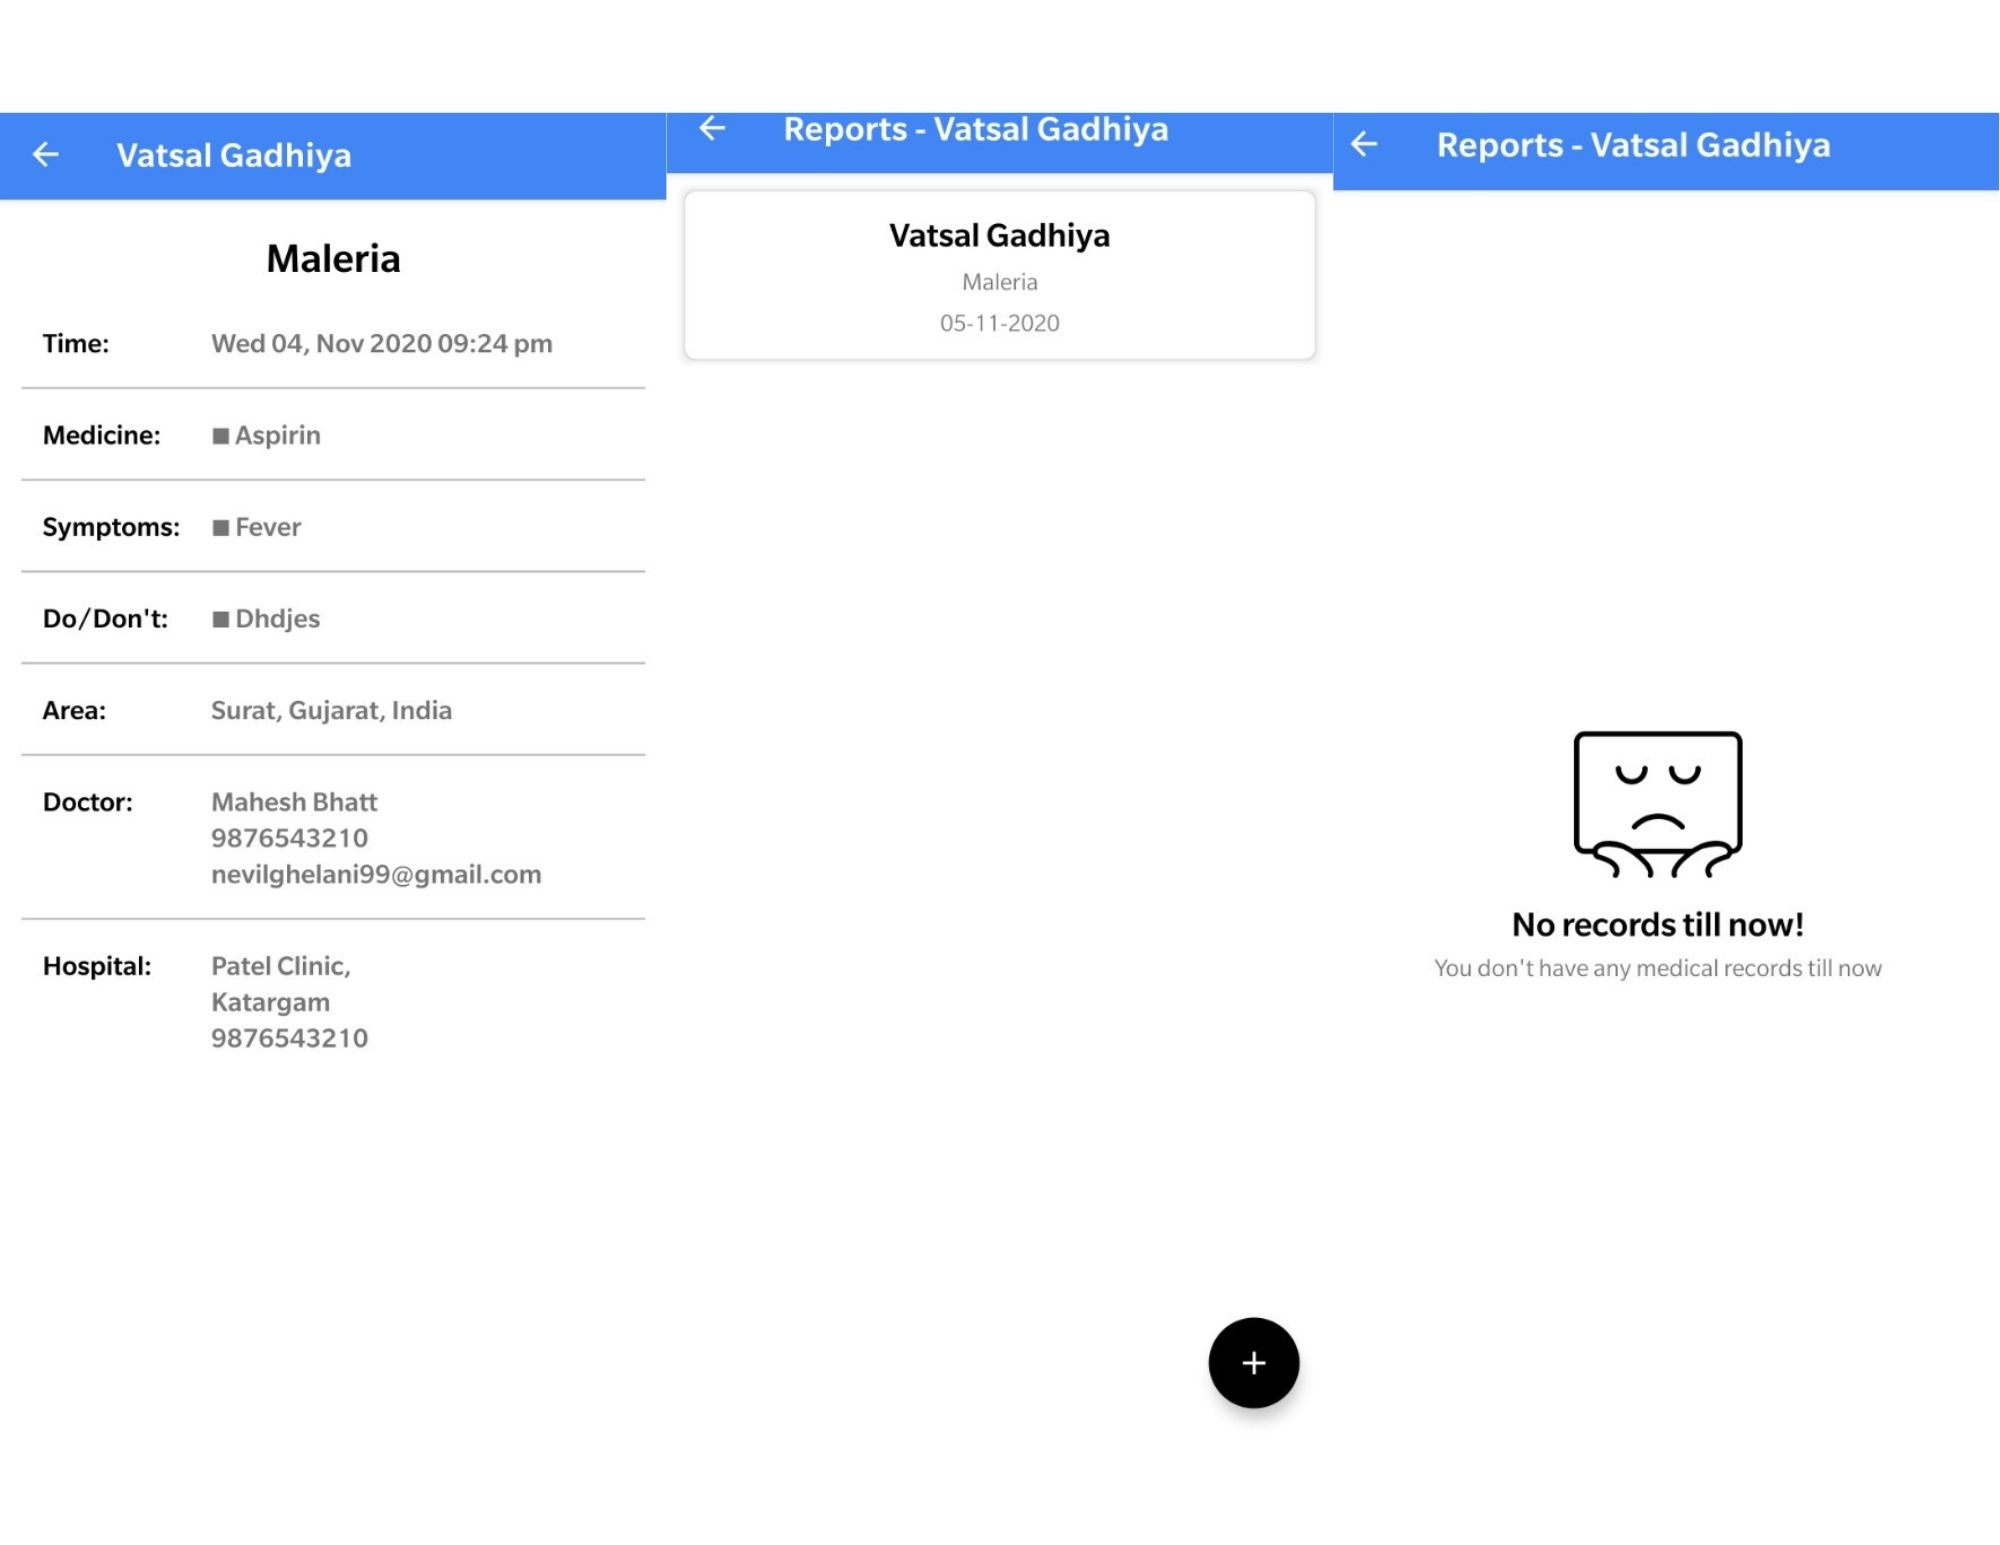 Vatsal Gadhiya
Maleria
Time: Wed 04, Nov 2020 09:24 pm
Medicine: ■ Aspirin
Symptoms: ■ Fever
Do/Don't: ■ Dhdjes
Area: Surat, Gujarat, India
Doctor: Mahesh Bhatt
9876543210
nevilghelani99@gmail.com
Hospital: Patel Clinic,
Katargam
9876543210
Reports - Vatsal Gadhiya
Vatsal Gadhiya
Maleria
05-11-2020
Reports - Vatsal Gadhiya
No records till now!
You don't have any medical records till now